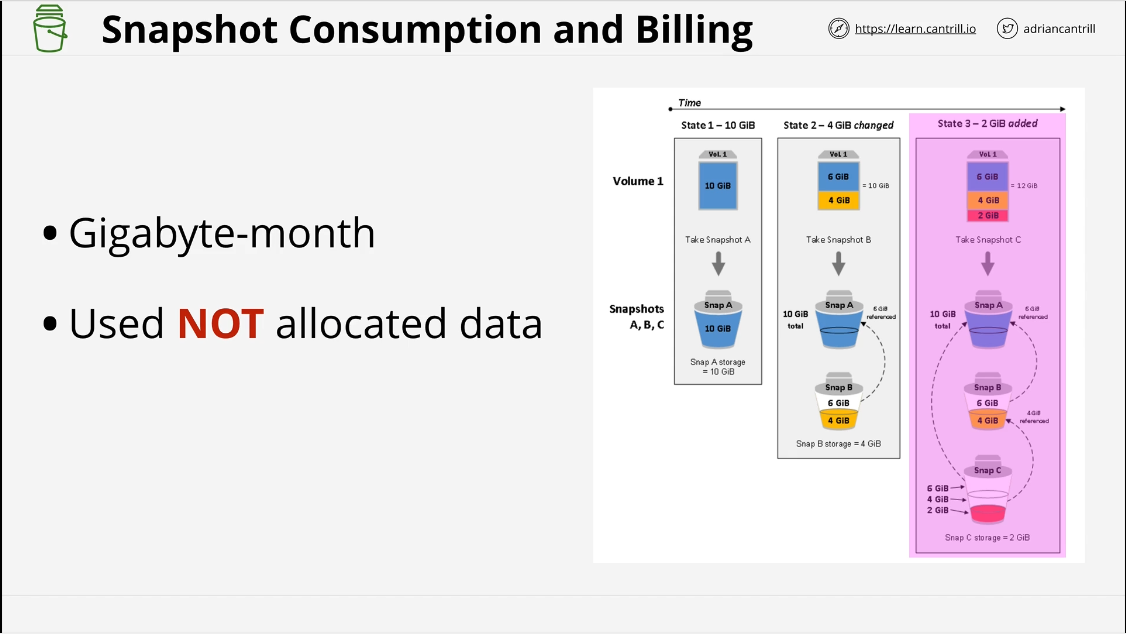 Snapshot Consumption and Billing
https://learn.cantrill.io
adriancantrill
• Gigabyte-month
• Used NOT allocated data
Time
State 1 – 10 GiB
State 2 – 4 GiB changed
State 3 – 2 GiB added
Volume 1
Vol. 1
10 GiB
Vol. 1
6 GiB
4 GiB
= 10 GiB
Vol. 1
6 GiB
4 GiB
2 GiB
= 12 GiB
Take Snapshot A
Take Snapshot B
Take Snapshot C
Snapshots
A, B, C
Snap A
10 GiB
Snap A storage
= 10 GiB
10 GiB
total
Snap A
6 GiB
referenced
Snap B
6 GiB
4 GiB
Snap B storage = 4 GiB
10 GiB
total
Snap A
6 GiB
referenced
Snap B
6 GiB
4 GiB
4 GiB
referenced
Snap C
6 GiB
4 GiB
2 GiB
Snap C storage = 2 GiB